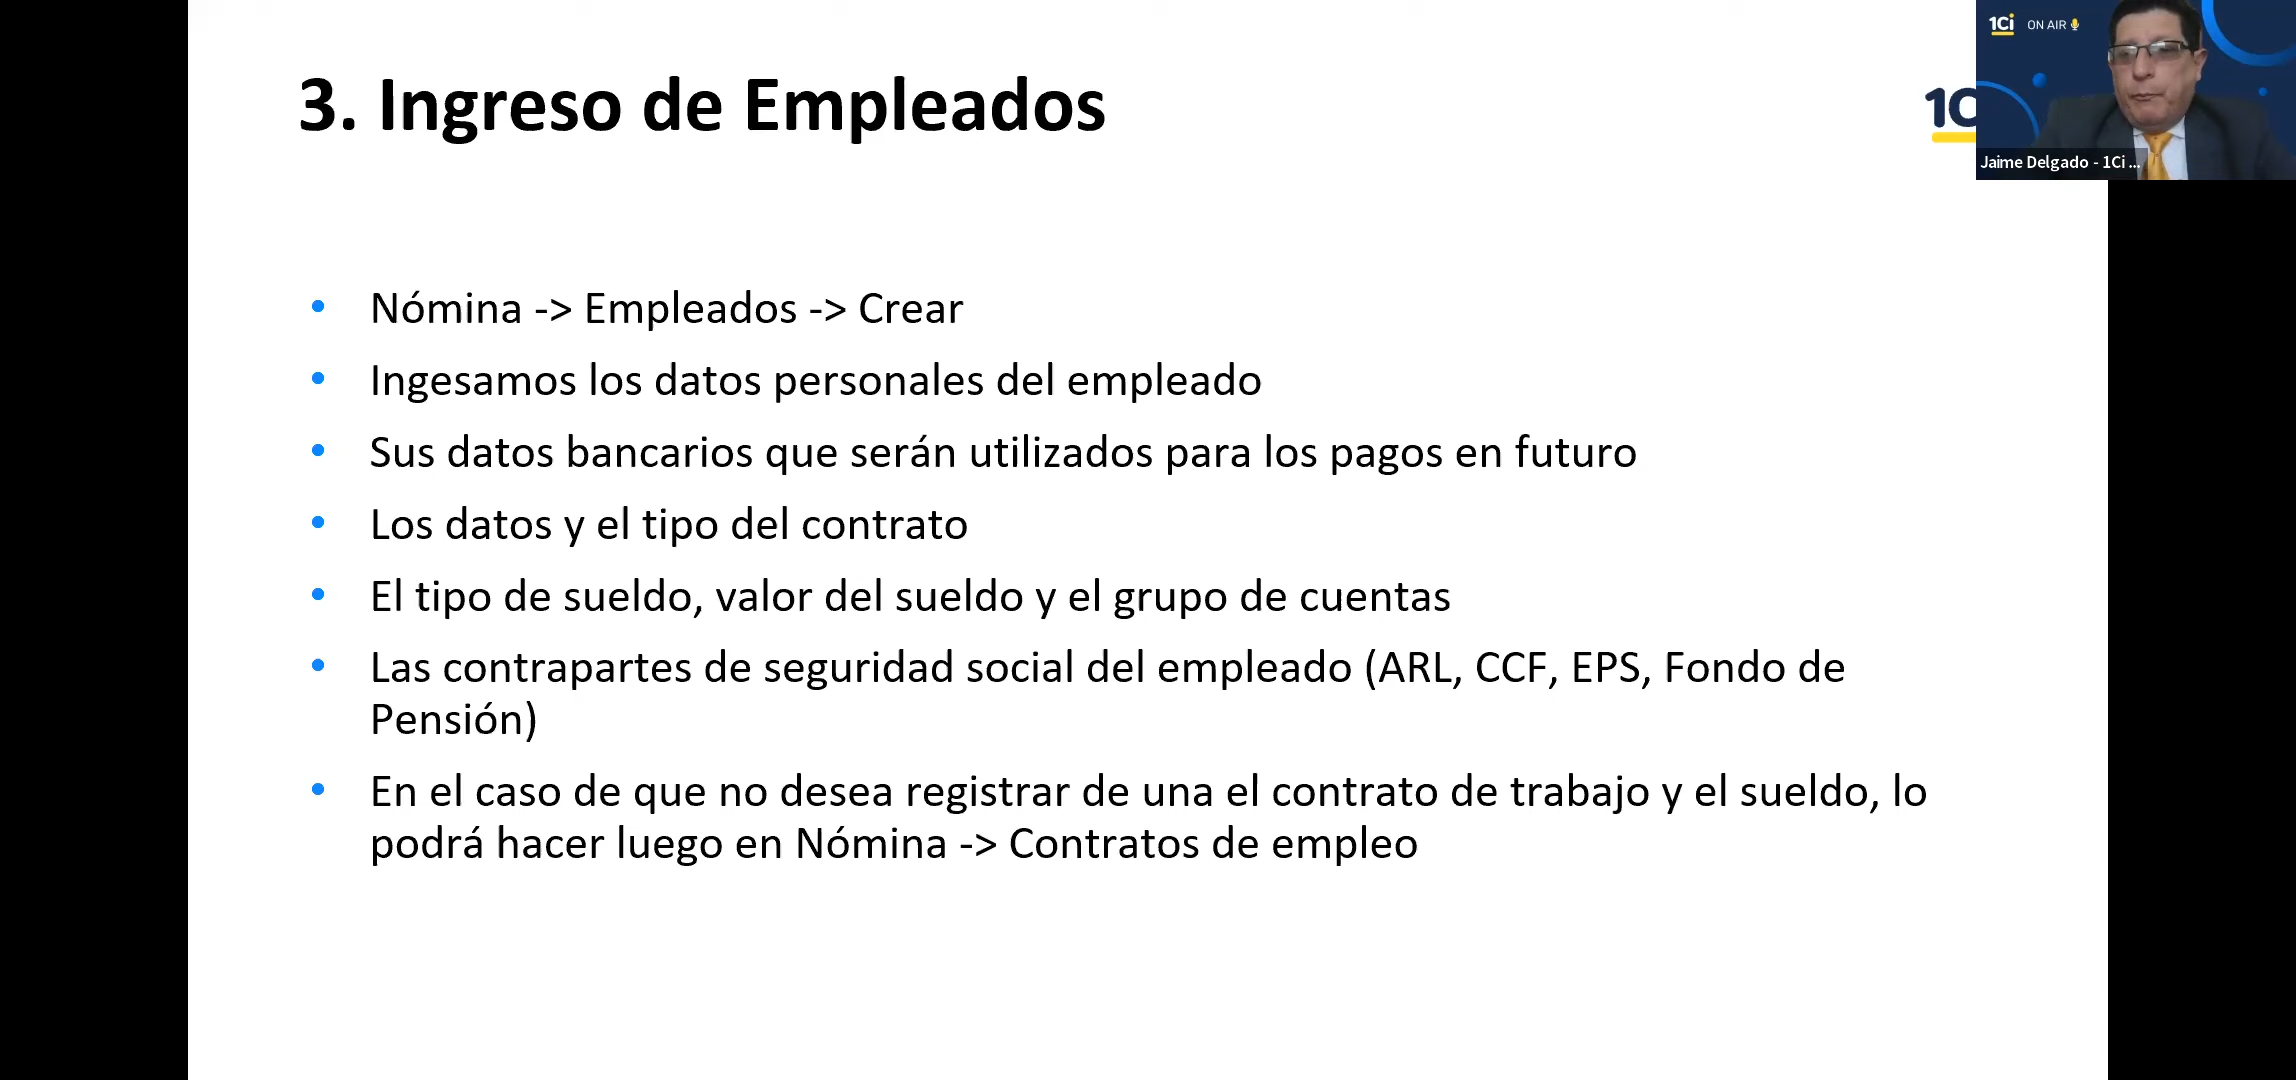 3. Ingreso de Empleados
1Ci ON AIR
1C
Jaime Delgado - 1Ci ...
• Nómina -> Empleados -> Crear
• Ingesamos los datos personales del empleado
• Sus datos bancarios que serán utilizados para los pagos en futuro
• Los datos y el tipo del contrato
• El tipo de sueldo, valor del sueldo y el grupo de cuentas
• Las contrapartes de seguridad social del empleado (ARL, CCF, EPS, Fondo de
Pensión)
• En el caso de que no desea registrar de una el contrato de trabajo y el sueldo, lo
podrá hacer luego en Nómina -> Contratos de empleo